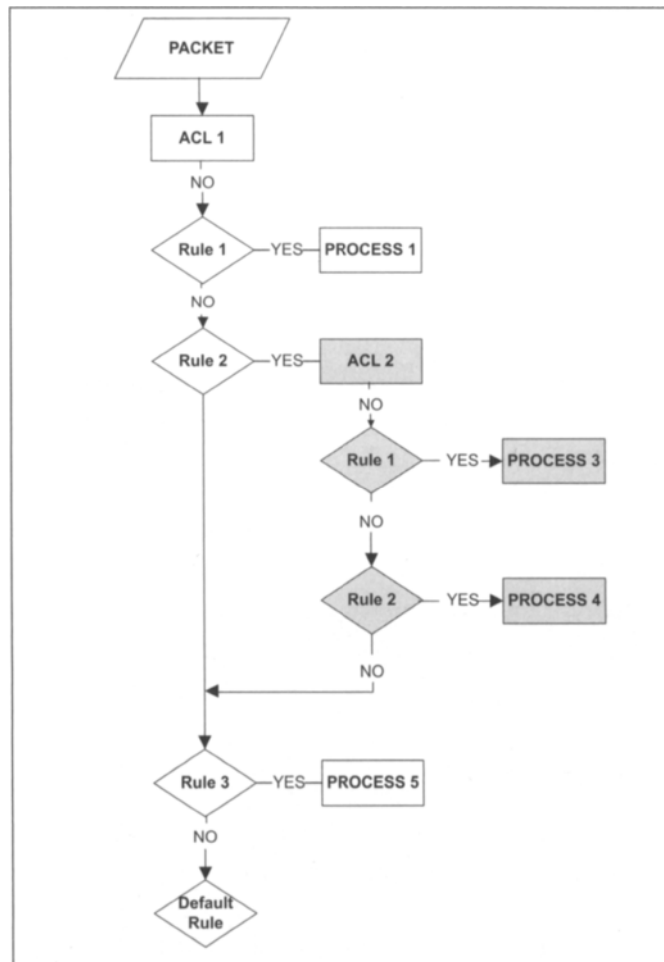 PACKET
ACL 1
NO
Rule 1
YES
PROCESS 1
NO
Rule 2
YES
ACL 2
NO
Rule 1
YES
PROCESS 3
NO
Rule 2
YES
PROCESS 4
NO
Rule 3
YES
PROCESS 5
NO
Default
Rule